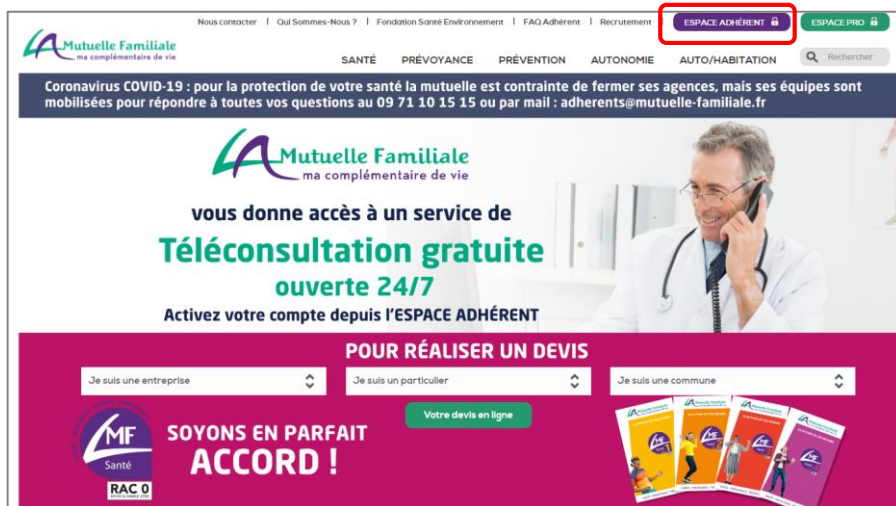 Nous contacter | Qui Sommes-Nous ? | Fondation Santé Environnement | FAQ Adhérent | Recrutement
ESPACE ADHÉRENT
ESPACE PRO
LA Mutuelle Familiale
ma complémentaire de vie
SANTÉ PRÉVOYANCE PRÉVENTION AUTONOMIE AUTO/HABITATION
Rechercher
Coronavirus COVID-19 : pour la protection de votre santé la mutuelle est contrainte de fermer ses agences, mais ses équipes sont
mobilisées pour répondre à toutes vos questions au 09 71 10 15 15 ou par mail : adherents@mutuelle-familiale.fr
LA Mutuelle Familiale
ma complémentaire de vie
vous donne accès à un service de
Téléconsultation gratuite
ouverte 24/7
Activez votre compte depuis l'ESPACE ADHÉRENT
POUR RÉALISER UN DEVIS
Je suis une entreprise
Je suis un particulier
Je suis une commune
Votre devis en ligne
LMF
Santé
RAC 0
SOYONS EN PARFAIT
ACCORD !